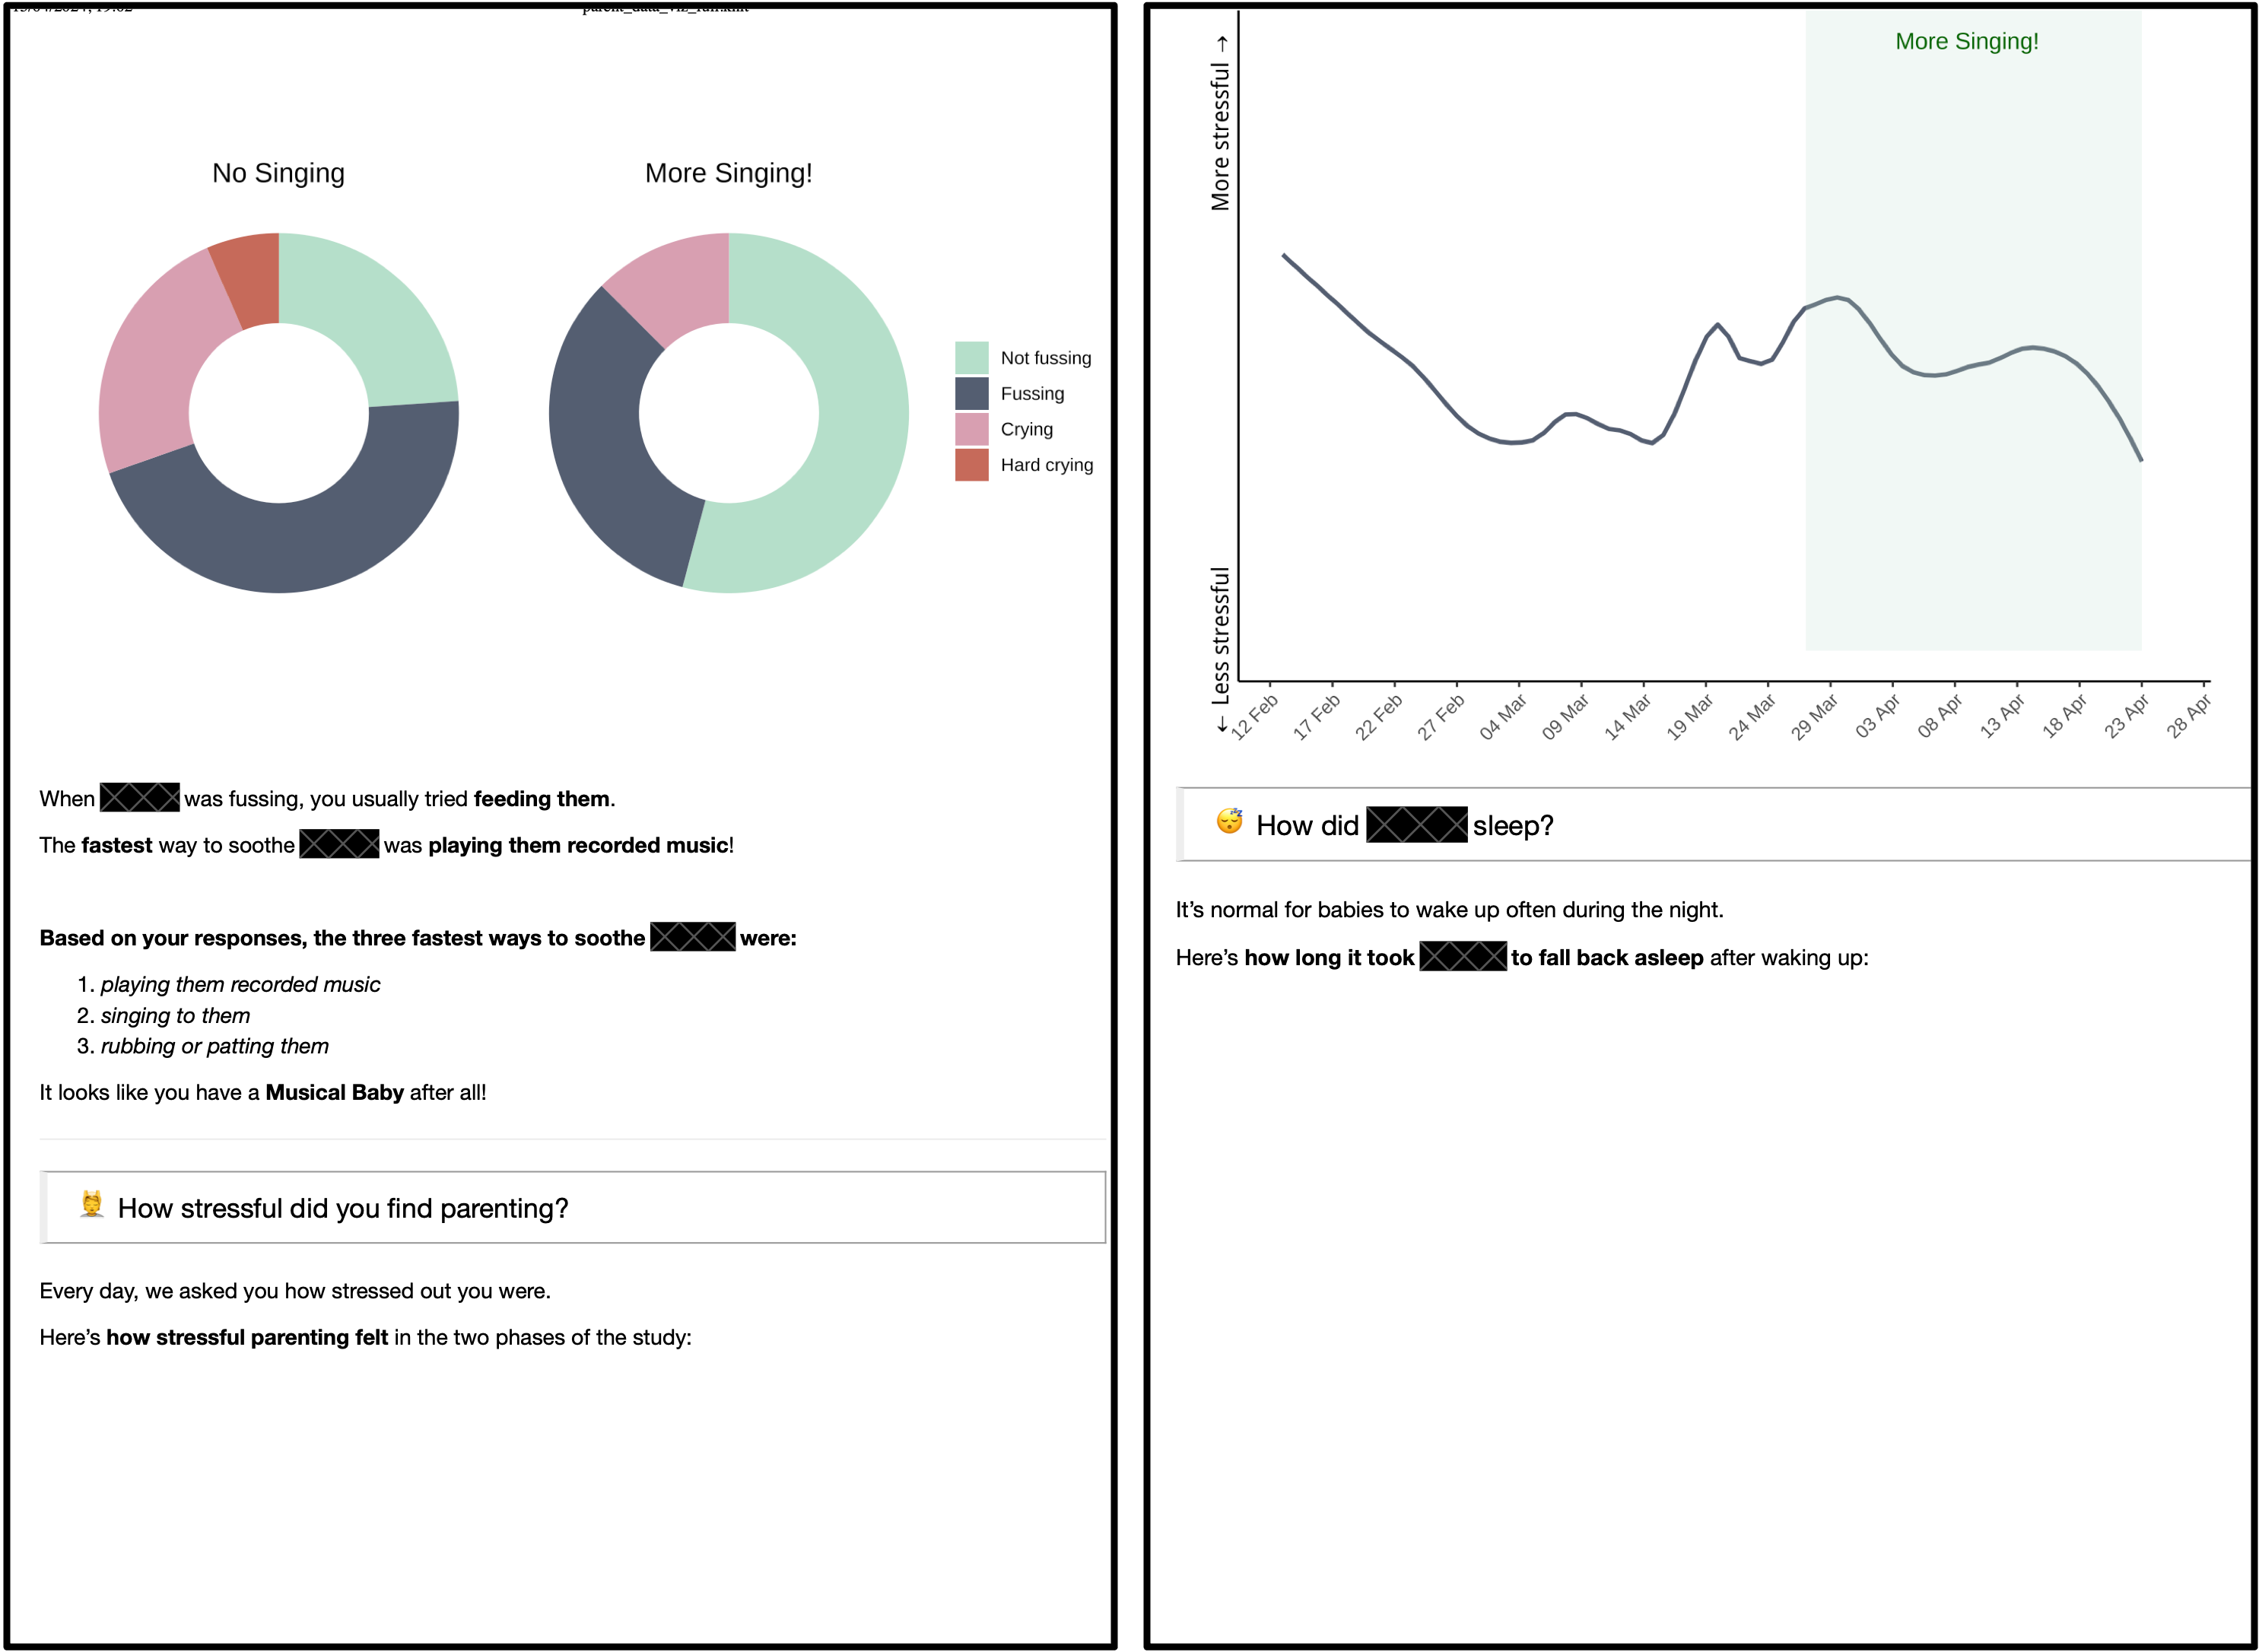 No Singing
More Singing!
Not fussing
Fussing
Crying
Hard crying
When was fussing, you usually tried feeding them.
The fastest way to soothe was playing them recorded music!
Based on your responses, the three fastest ways to soothe were:
1. playing them recorded music
2. singing to them
3. rubbing or patting them
It looks like you have a Musical Baby after all!
How stressful did you find parenting?
Every day, we asked you how stressed out you were.
Here’s how stressful parenting felt in the two phases of the study:
More Singing!
← Less stressful
More stressful →
12 Feb
17 Feb
22 Feb
27 Feb
04 Mar
09 Mar
14 Mar
19 Mar
24 Mar
29 Mar
03 Apr
08 Apr
13 Apr
18 Apr
23 Apr
28 Apr
How did sleep?
It’s normal for babies to wake up often during the night.
Here’s how long it took to fall back asleep after waking up: